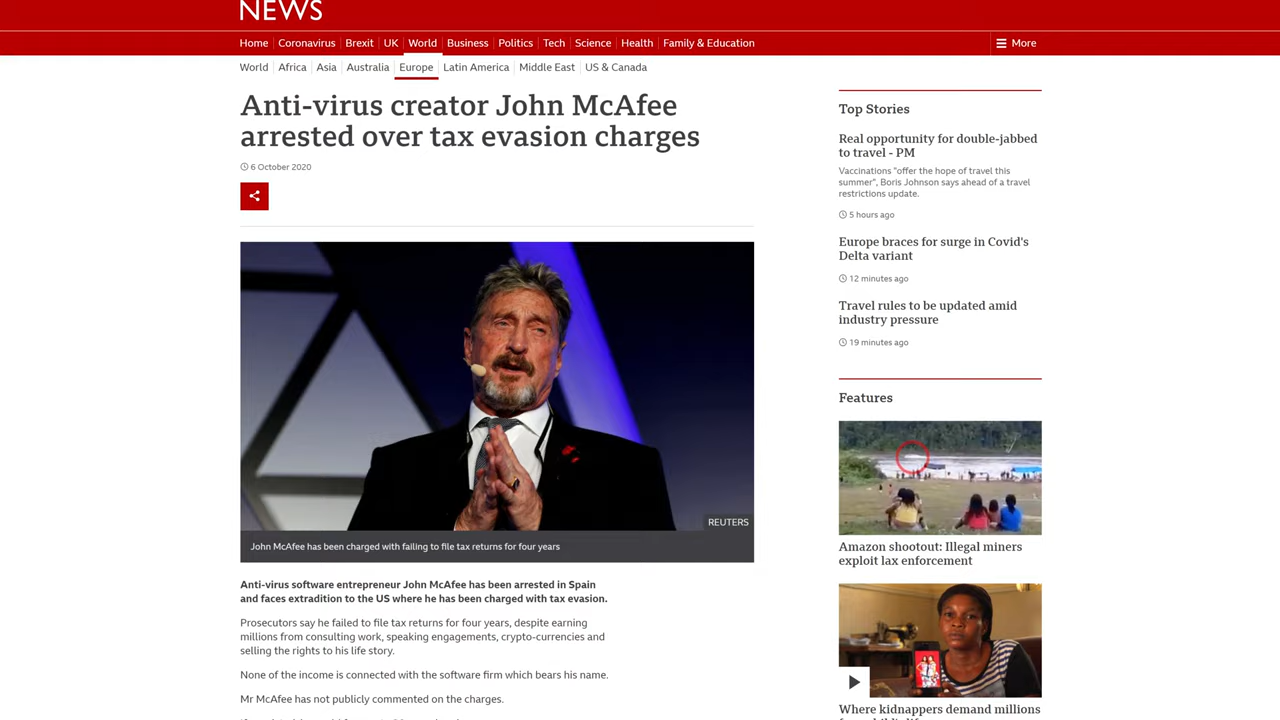 NEWS
Home
Coronavirus
Brexit
UK
World
Business
Politics
Tech
Science
Health
Family & Education
More
World
Africa
Asia
Australia
Europe
Latin America
Middle East
US & Canada
Anti-virus creator John McAfee
arrested over tax evasion charges
6 October 2020
REUTERS
John McAfee has been charged with failing to file tax returns for four years
Anti-virus software entrepreneur John McAfee has been arrested in Spain
and faces extradition to the US where he has been charged with tax evasion.
Prosecutors say he failed to file tax returns for four years, despite earning
millions from consulting work, speaking engagements, crypto-currencies and
selling the rights to his life story.
None of the income is connected with the software firm which bears his name.
Mr McAfee has not publicly commented on the charges.
Top Stories
Real opportunity for double-jabbed
to travel - PM
Vaccinations "offer the hope of travel this
summer", Boris Johnson says ahead of a travel
restrictions update.
5 hours ago
Europe braces for surge in Covid's
Delta variant
12 minutes ago
Travel rules to be updated amid
industry pressure
19 minutes ago
Features
Amazon shootout: Illegal miners
exploit lax enforcement
Where kidnappers demand millions